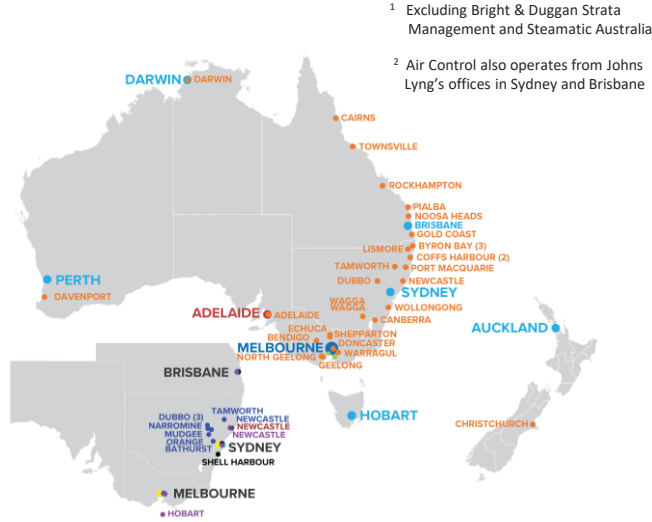 1 Excluding Bright & Duggan Strata
Management and Steamatic Australia
2 Air Control also operates from Johns
Lyng's offices in Sydney and Brisbane
DARWIN
DARWIN
CAIRNS
TOWNSVILLE
ROCKHAMPTON
PIALBA
NOOSA HEADS
BRISBANE
GOLD COAST
BYRON BAY (3)
LISMORE
COFFS HARBOUR (2)
TAMWORTH
PORT MACQUARIE
PERTH
DUBBO
NEWCASTLE
DAVENPORT
SYDNEY
WAGGA
WAGGA
WOLLONGONG
ADELAIDE
ADELAIDE
CANBERRA
ECHUCA
SHEPPARTON
BENDIGO
DONCASTER
MELBOURNE
WARRAGUL
NORTH GEELONG
GEELONG
AUCKLAND
BRISBANE
HOBART
CHRISTCHURCH
TAMWORTH
DUBBO (3)
NEWCASTLE
NARROMINE
NEWCASTLE
MUDGEE
NEWCASTLE
ORANGE
BATHURST
SYDNEY
SHELL HARBOUR
MELBOURNE
HOBART